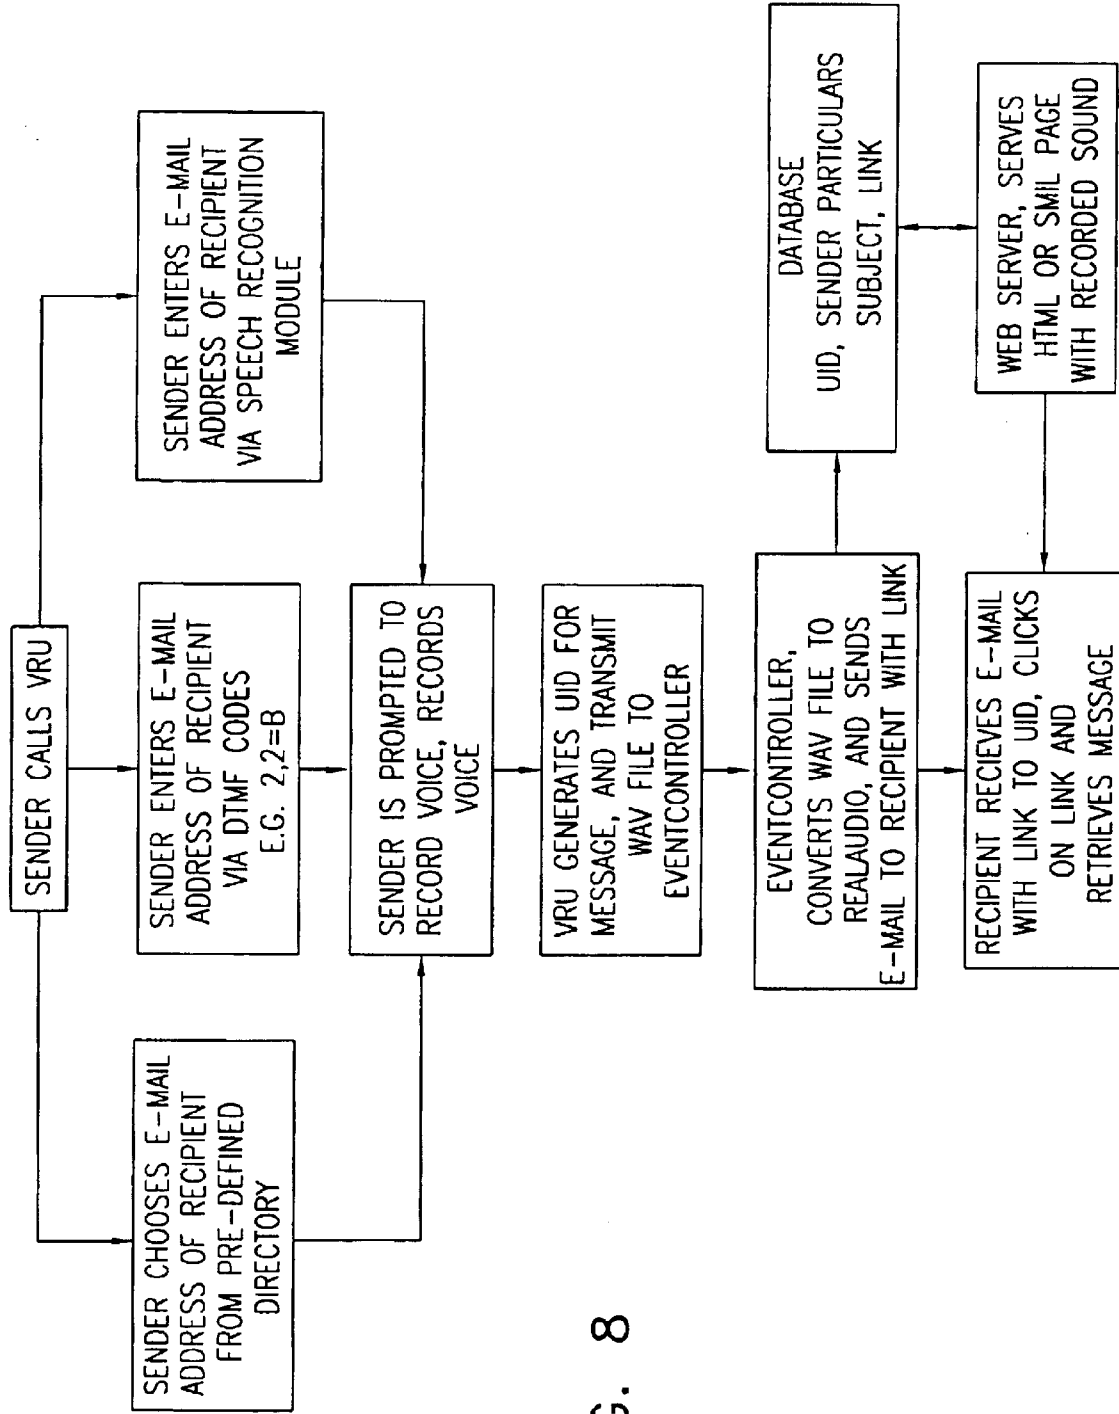 SENDER CALLS VRU
SENDER CHOOSES E-MAIL
ADDRESS OF RECIPIENT
FROM PRE-DEFINED
DIRECTORY
SENDER ENTERS E-MAIL
ADDRESS OF RECIPIENT
VIA DTMF CODES
E.G. 2,2=B
SENDER ENTERS E-MAIL
ADDRESS OF RECIPIENT
VIA SPEECH RECOGNITION
MODULE
SENDER IS PROMPTED TO
RECORD VOICE, RECORDS
VOICE
VRU GENERATES UID FOR
MESSAGE, AND TRANSMIT
WAV FILE TO
EVENTCONTROLLER
EVENTCONTROLLER,
CONVERTS WAV FILE TO
REALAUDIO, AND SENDS
E-MAIL TO RECIPIENT WITH LINK
DATABASE
UID, SENDER PARTICULARS
SUBJECT, LINK
RECIPIENT RECIEVES E-MAIL
WITH LINK TO UID, CLICKS
ON LINK AND
RETRIEVES MESSAGE
WEB SERVER, SERVES
HTML OR SMIL PAGE
WITH RECORDED SOUND
G. 8